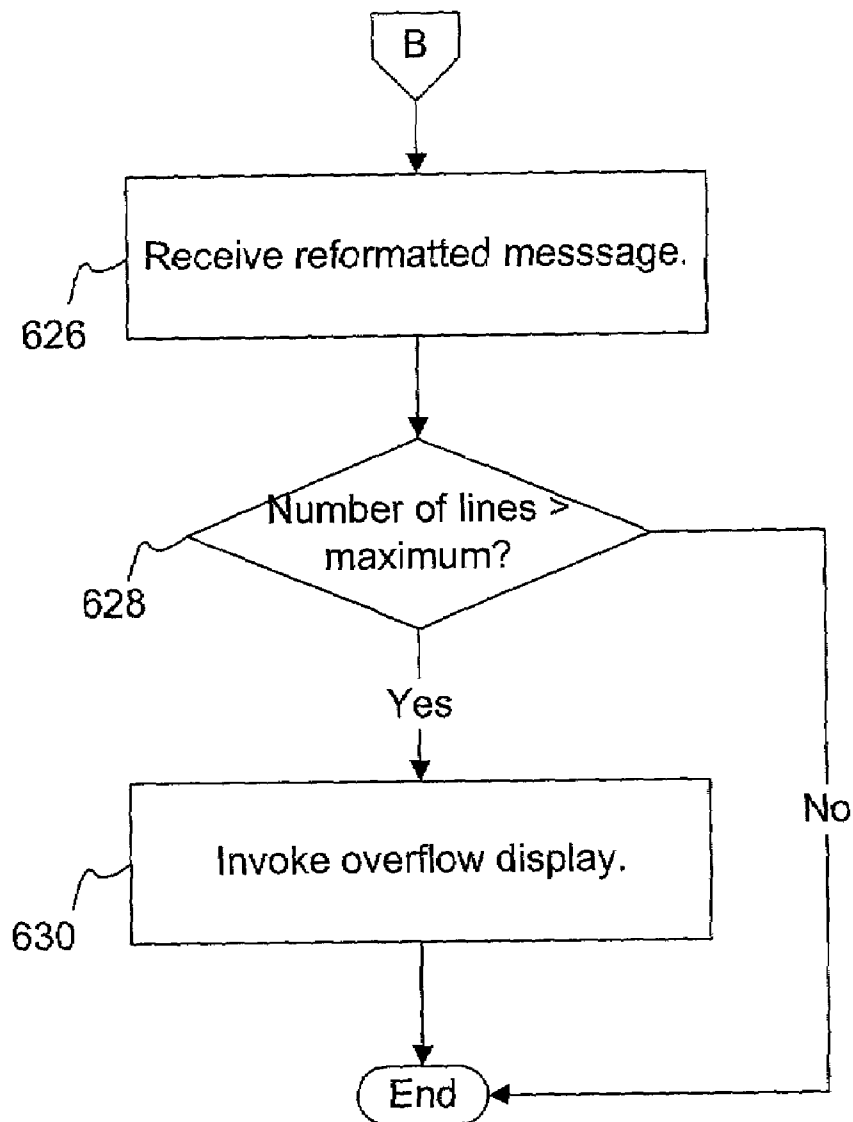 B
Receive reformatted messsage.
626
Number of lines >
maximum?
628
Yes
No
Invoke overflow display.
630
End